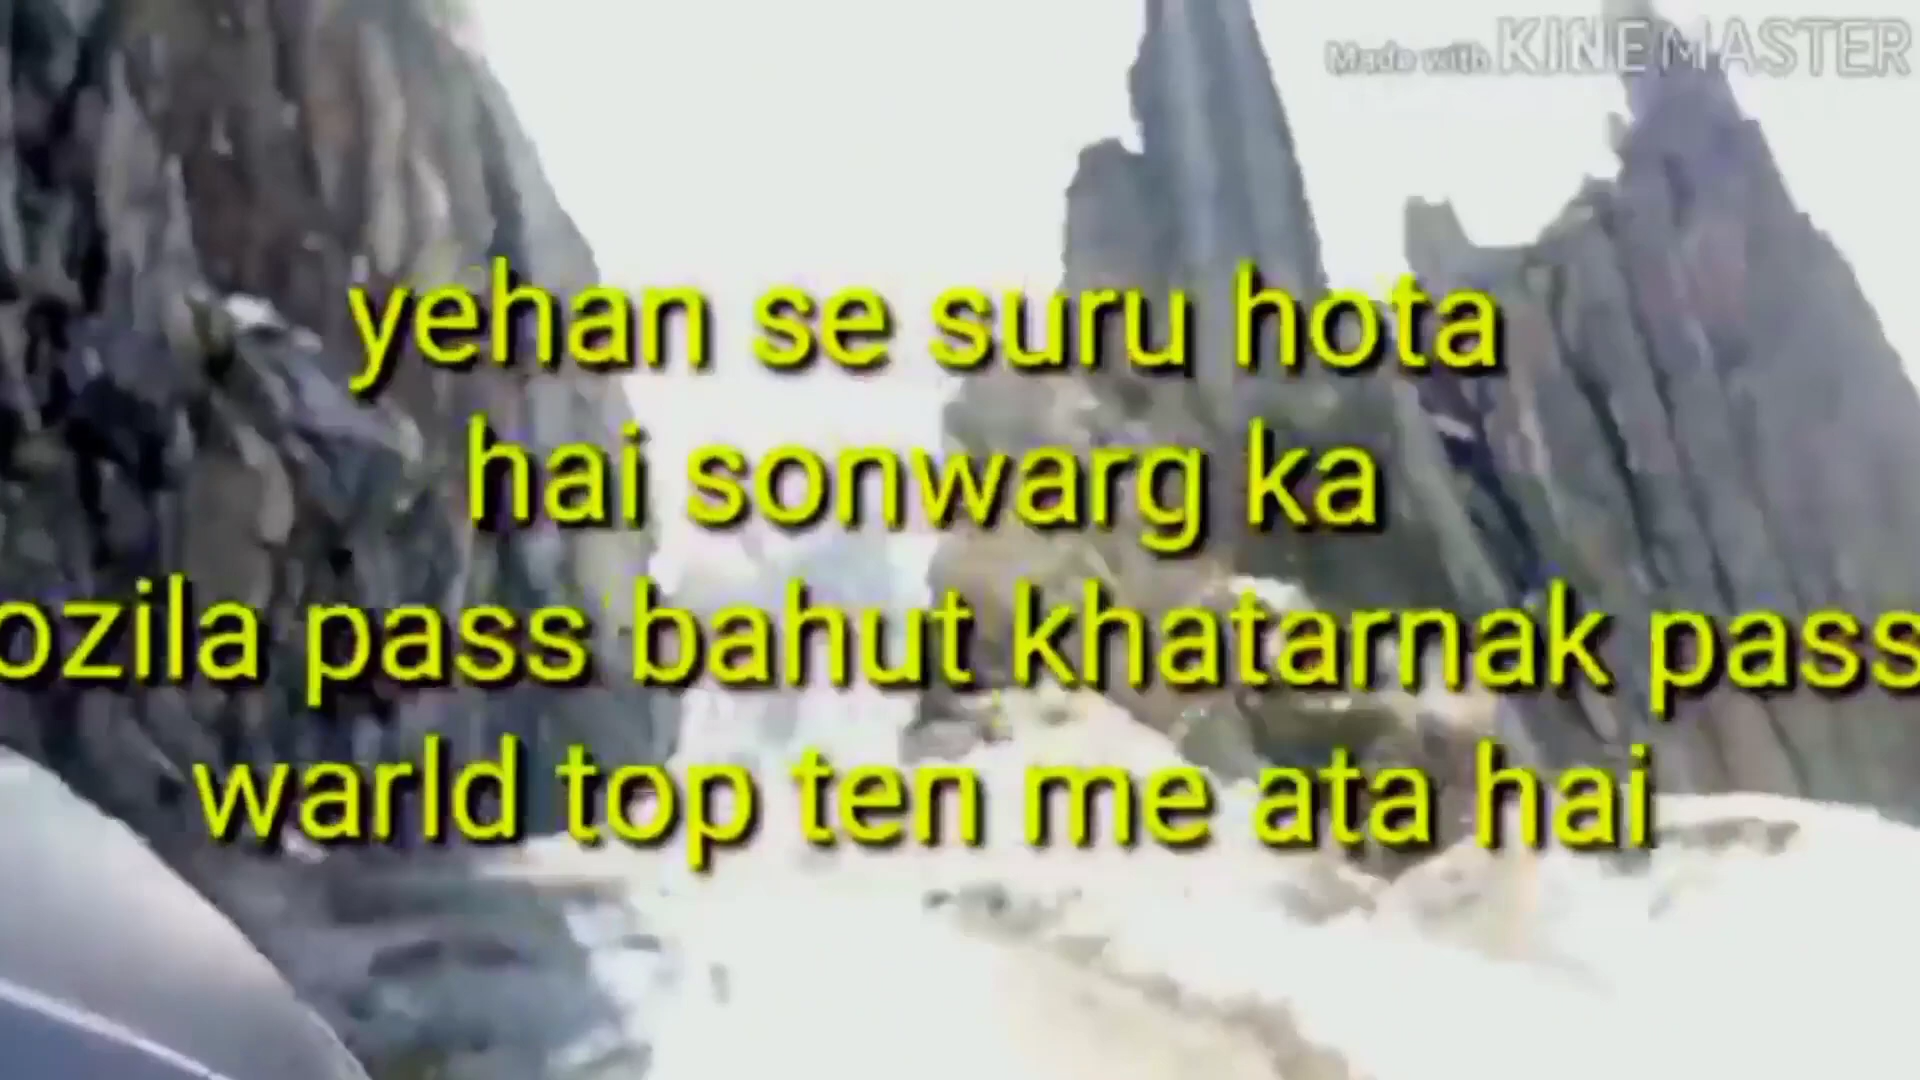 Made with KINEMASTER
yehan se suru hota
hai sonwarg ka
ozila pass bahut khatarnak pass
warld top ten me ata hai